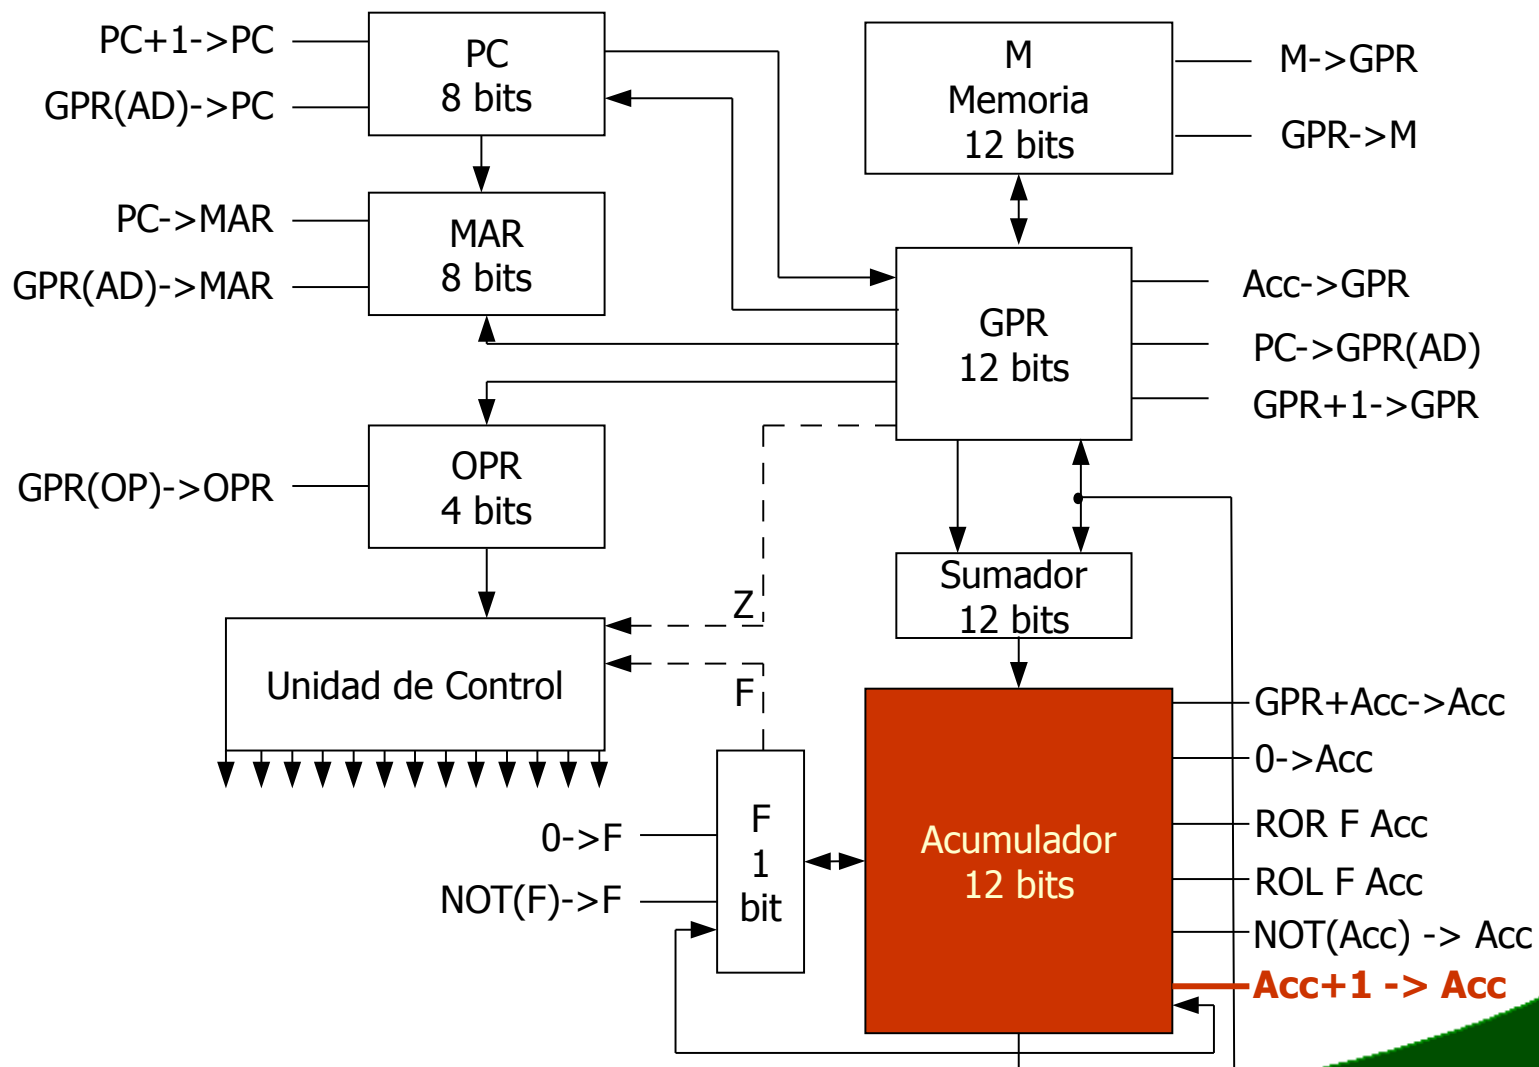 PC+1->PC
GPR(AD)->PC
PC
8 bits
M
Memoria
12 bits
M->GPR
GPR->M
PC->MAR
GPR(AD)->MAR
MAR
8 bits
GPR
12 bits
Acc->GPR
PC->GPR(AD)
GPR+1->GPR
GPR(OP)->OPR
OPR
4 bits
Sumador
12 bits
Z
F
Unidad de Control
0->F
NOT(F)->F
F
1
bit
Acumulador
12 bits
GPR+Acc->Acc
0->Acc
ROR F Acc
ROL F Acc
NOT(Acc) -> Acc
Acc+1 -> Acc